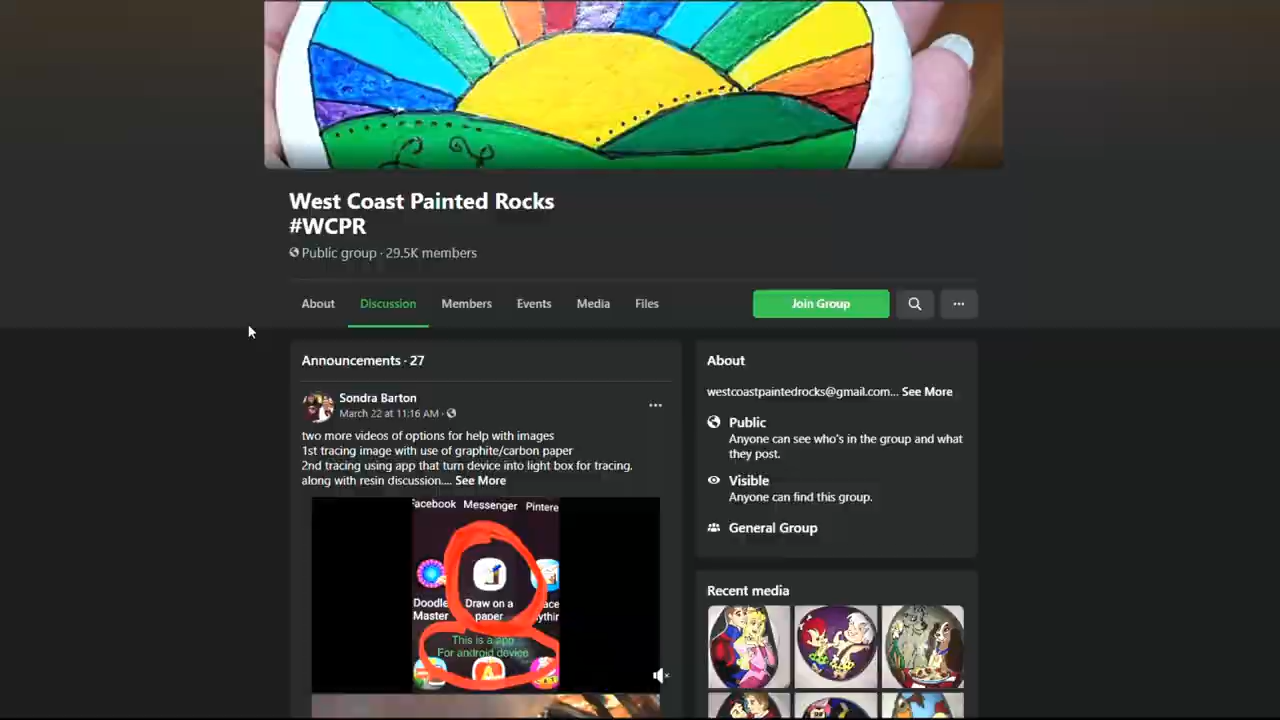 West Coast Painted Rocks
#WCPR
Public group · 29.5K members
About Discussion Members Events Media Files Join Group
Announcements · 27
Sondra Barton
March 22 at 11:16 AM ·
two more videos of options for help with images
1st tracing image with use of graphite/carbon paper
2nd tracing using app that turn device into light box for tracing.
along with resin discussion.... See More
Facebook Messenger Pintere
Doodle Draw on a
Master paper
This is a app
For android device
About
westcoastpaintedrocks@gmail.com... See More
Public
Anyone can see who's in the group and what
they post.
Visible
Anyone can find this group.
General Group
Recent media